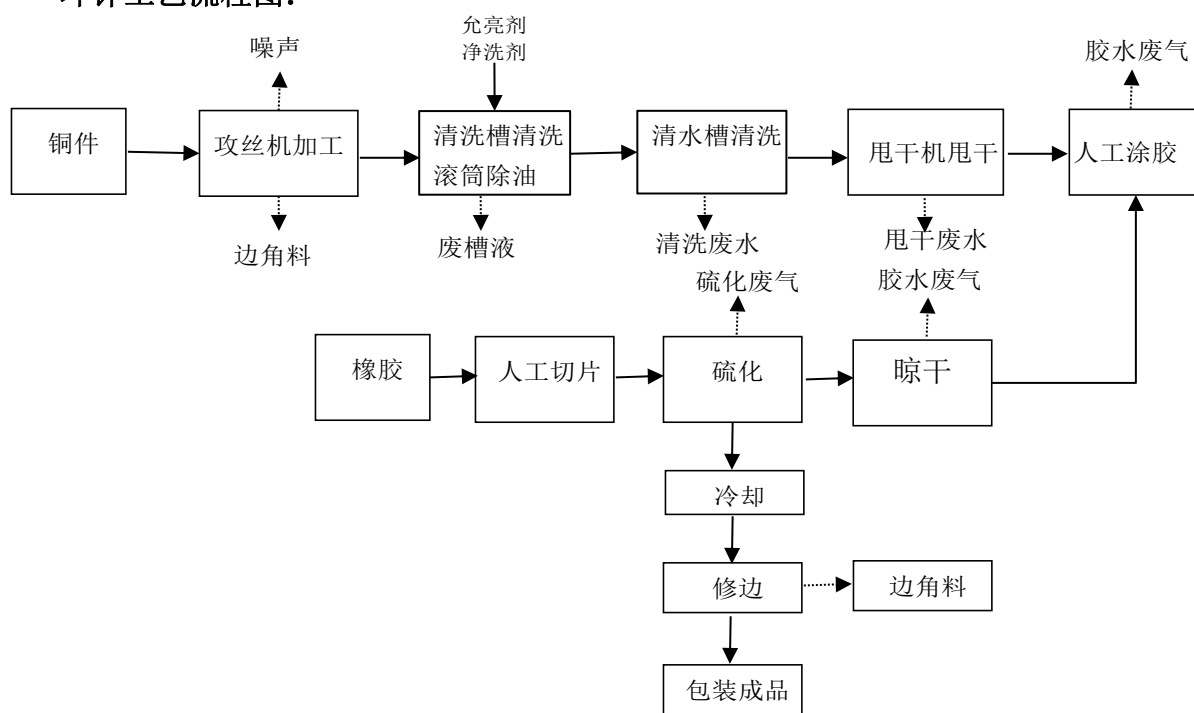 允亮剂
净洗剂
噪声
胶水废气
铜件
攻丝机加工
清洗槽清洗
滚筒除油
清水槽清洗
甩干机甩干
人工涂胶
边角料
废槽液
清洗废水
甩干废水
硫化废气
胶水废气
橡胶
人工切片
硫化
晾干
冷却
修边
边角料
包装成品